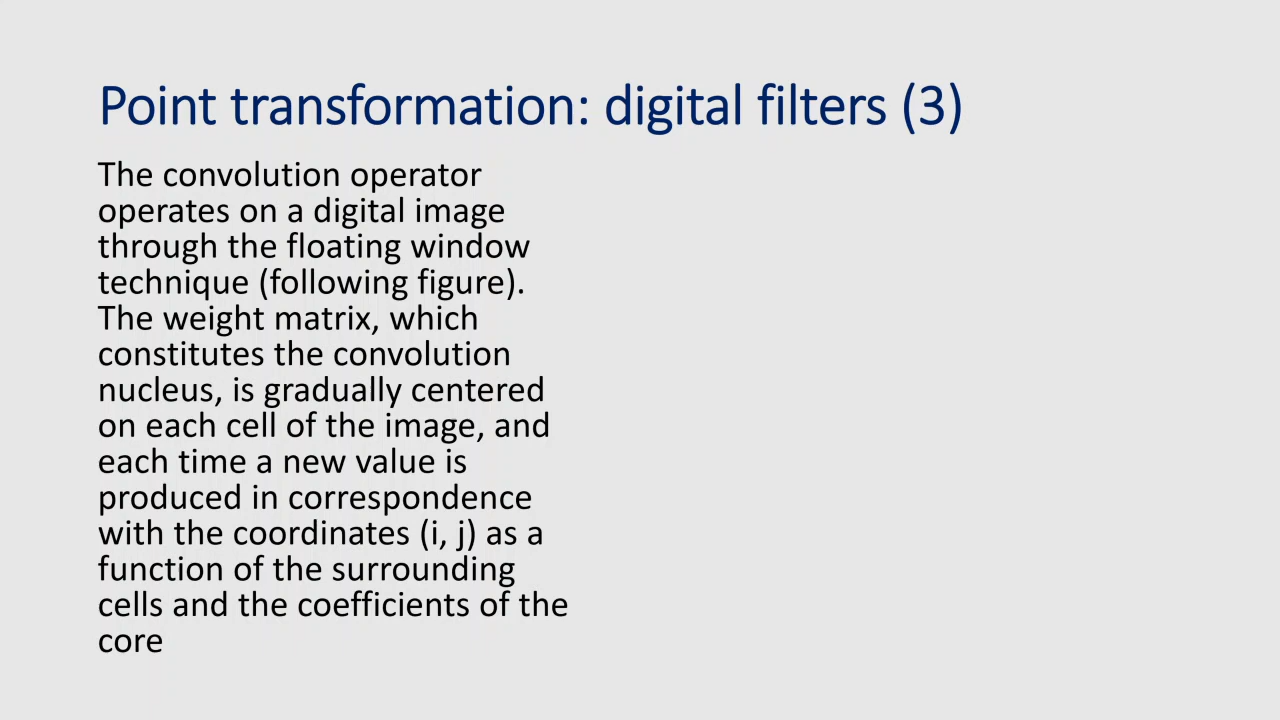 Point transformation: digital filters (3)
The convolution operator
operates on a digital image
through the floating window
technique (following figure).
The weight matrix, which
constitutes the convolution
nucleus, is gradually centered
on each cell of the image, and
each time a new value is
produced in correspondence
with the coordinates (i, j) as a
function of the surrounding
cells and the coefficients of the
core